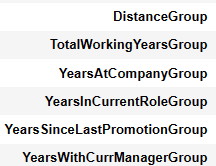 DistanceGroup
TotalWorkingYearsGroup
YearsAtCompanyGroup
YearsInCurrentRoleGroup
YearsSinceLastPromotionGroup
YearsWithCurrManagerGroup